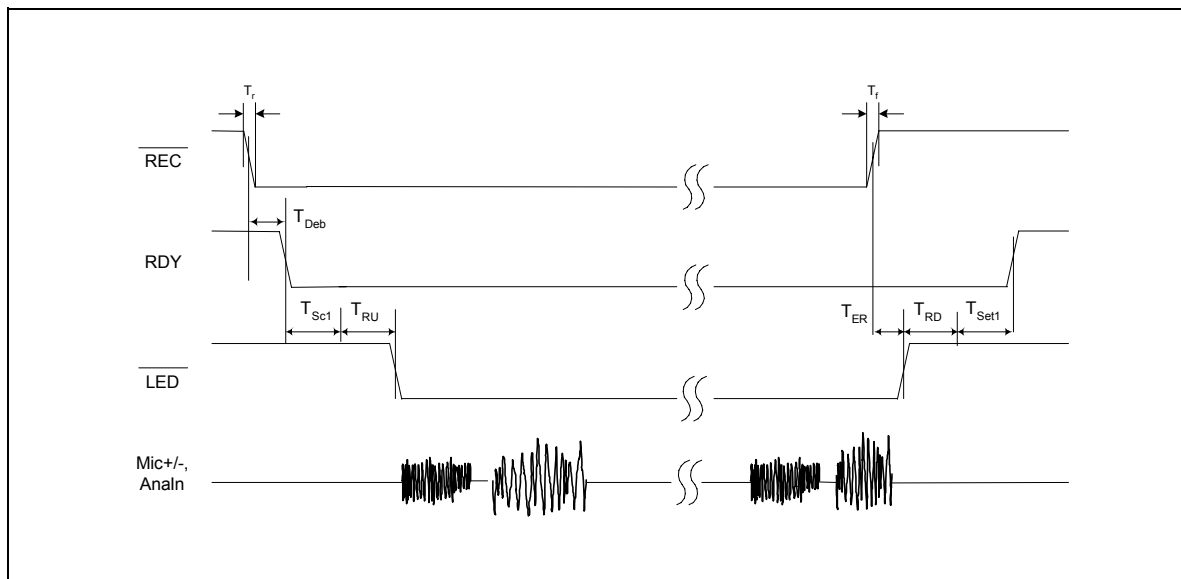 Tr
Tf
REC
TDeb
RDY
TSc1 TRU
TER TRD TSet1
LED
Mic+/-,
AnaIn